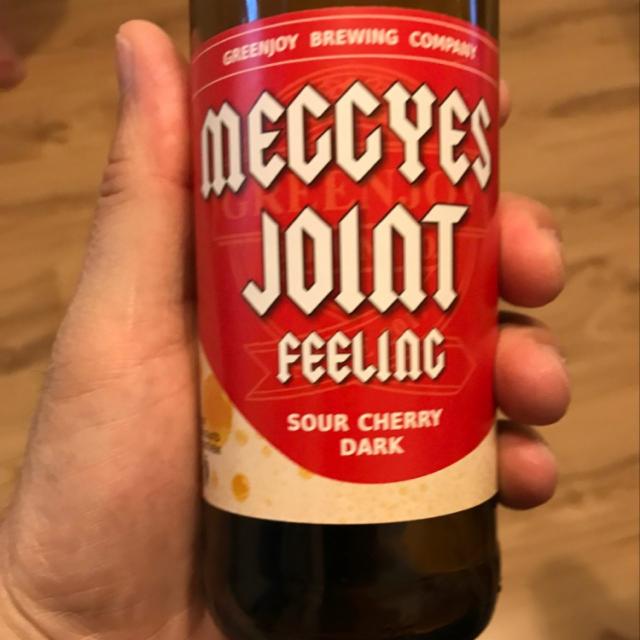 GREENJOY BREWING COMPANY
MEGGYES
JOINT
FEELING
SOUR CHERRY
DARK